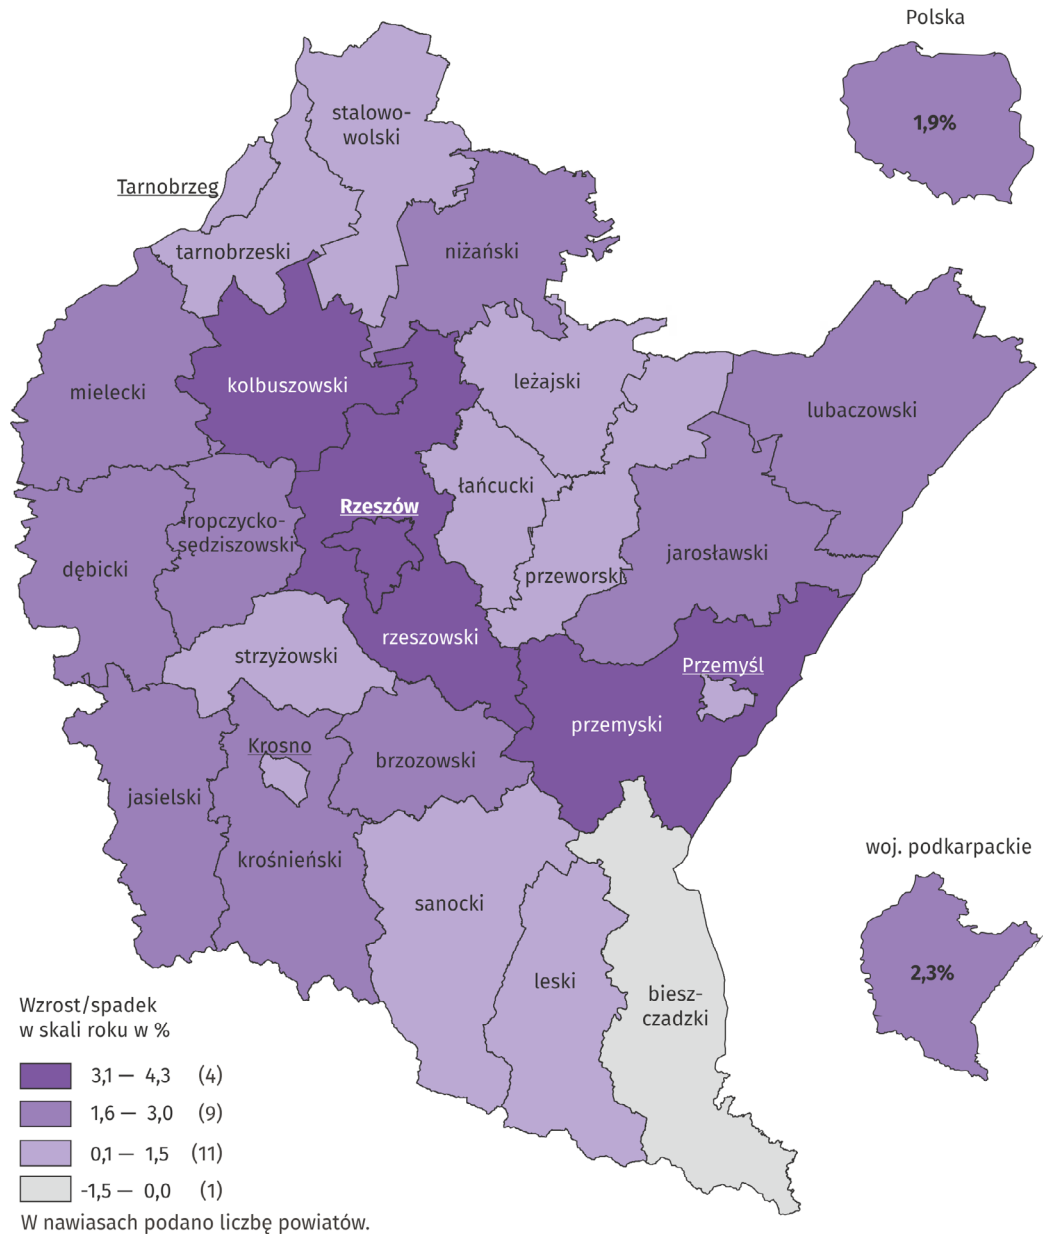 Polska
1,9%
stalowo-
wolski
Tarnobrzeg
tarnobrzeski
niżański
mielecki
kolbuszowski
leżajski
lubaczowski
łańcucki
Rzeszów
ropczycko-
sędziszowski
jarosławski
dębicki
przeworski
rzeszowski
strzyżowski
Przemyśl
przemyski
Krosno
brzozowski
jasielski
krośnieński
woj. podkarpackie
2,3%
sanocki
leski
biesz-
czadzki
Wzrost/spadek
w skali roku w %
3,1 — 4,3 (4)
1,6 — 3,0 (9)
0,1 — 1,5 (11)
-1,5 — 0,0 (1)
W nawiasach podano liczbę powiatów.